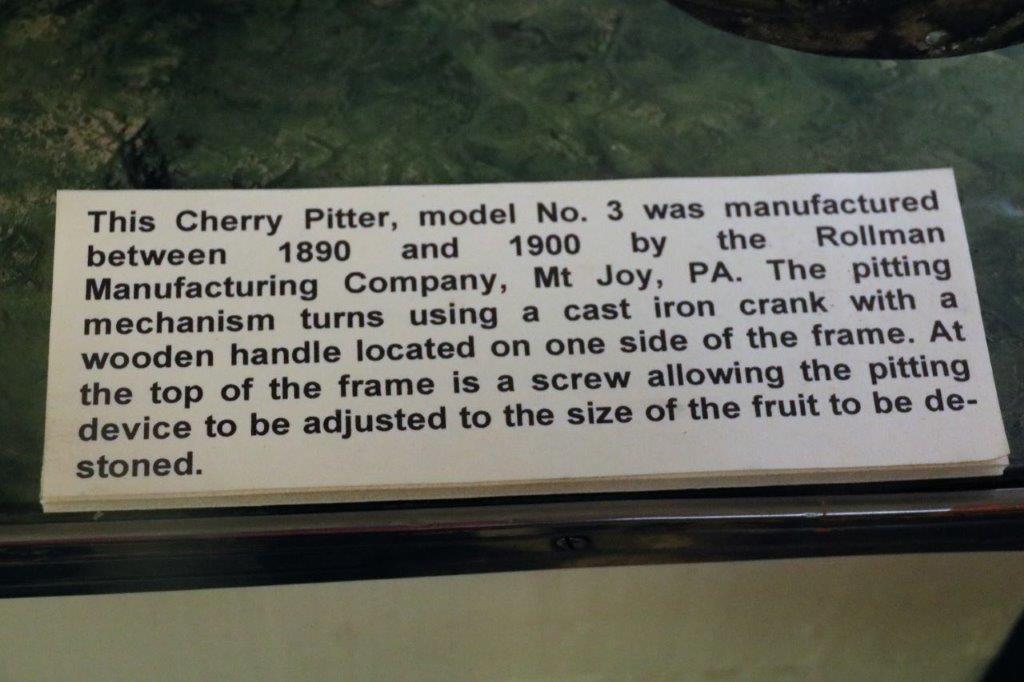 This Cherry Pitter, model No. 3 was manufactured
between 1890 and 1900 by the Rollman
Manufacturing Company, Mt Joy, PA. The pitting
mechanism turns using a cast iron crank with a
wooden handle located on one side of the frame. At
the top of the frame is a screw allowing the pitting
device to be adjusted to the size of the fruit to be de-
stoned.